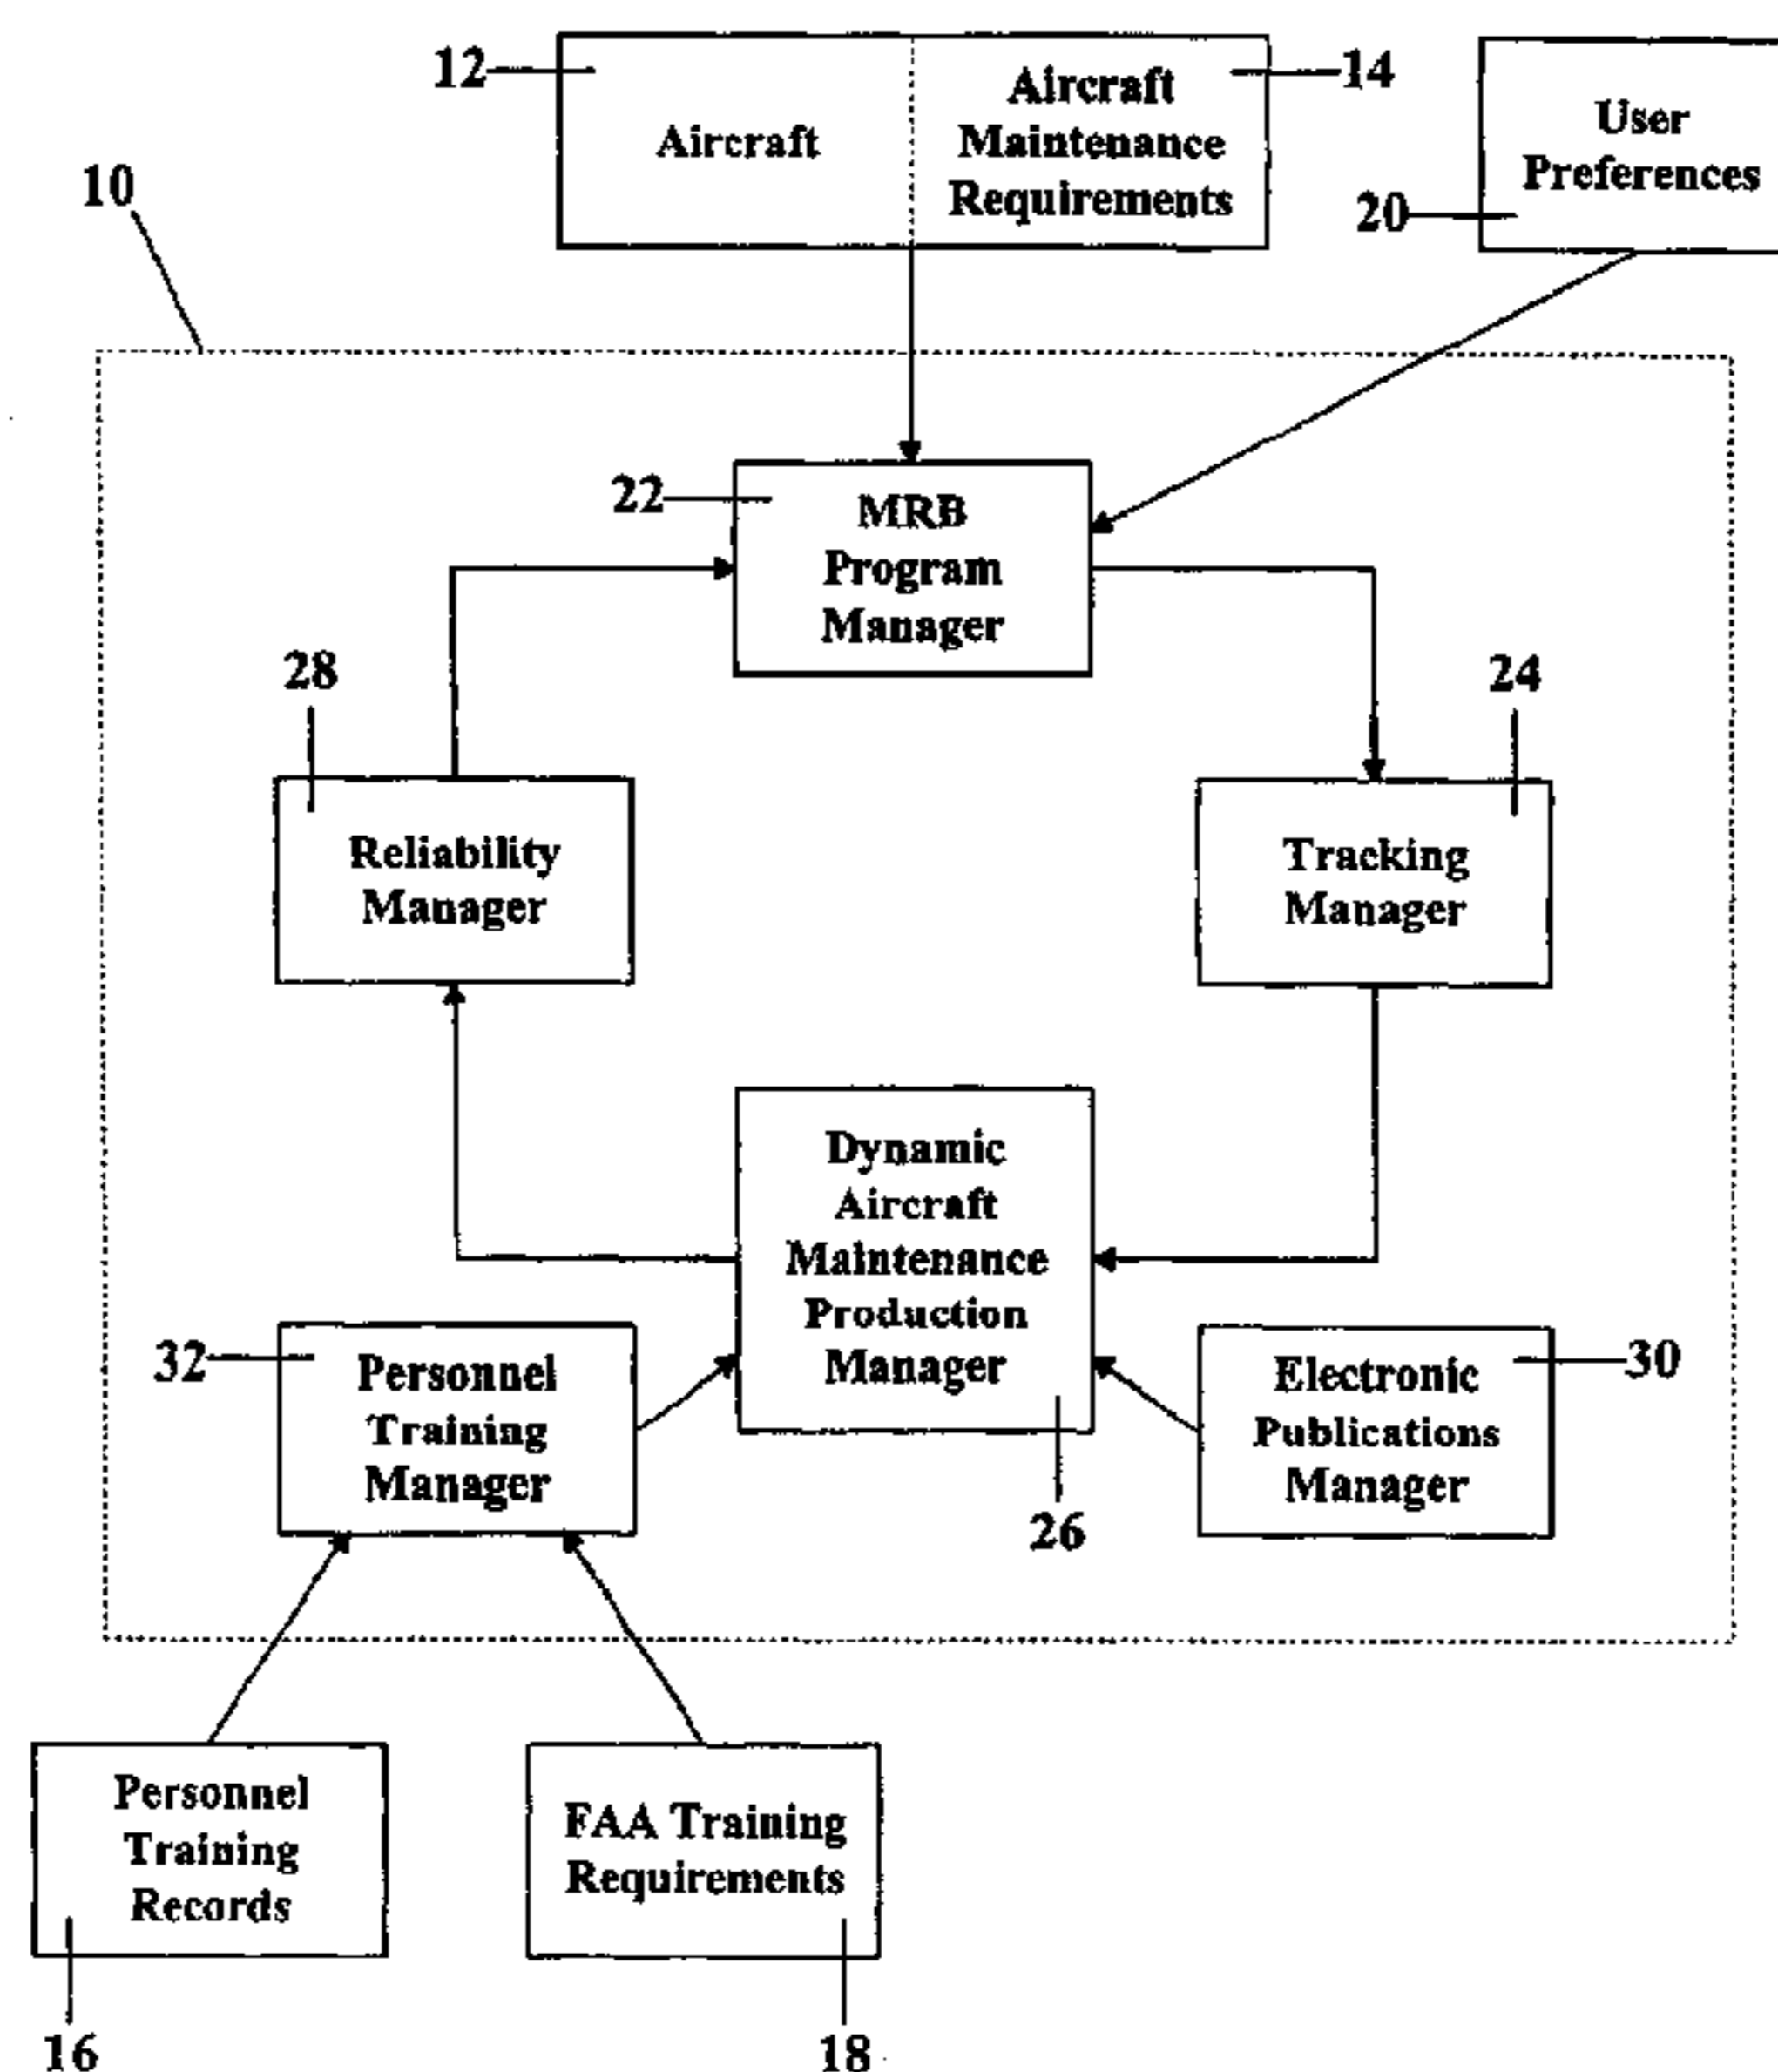 12
Aircraft
Aircraft
Maintenance
Requirements
14
User
Preferences
20
10
22
MRB
Program
Manager
28
24
Reliability
Manager
Tracking
Manager
Dynamic
Aircraft
Maintenance
Production
Manager
32
Personnel
Training
Manager
Electronic
Publications
Manager
30
26
Personnel
Training
Records
FAA Training
Requirements
16
18